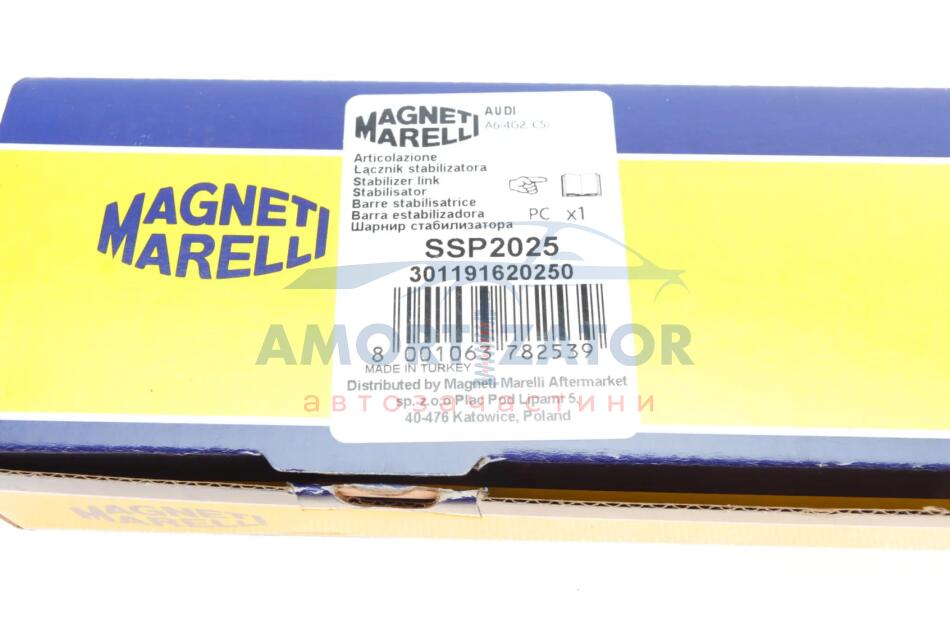 MAGNETI
MARELLI
AUDI
A6(4G2, C5)
Articolazione
Łącznik stabilizatora
Stabilizer link
Stabilisator
Barre stabilisatrice
Barra estabilizadora
Шарнир стабилизатора
PC x1
SSP2025
301191620250
8 001063 782539
MADE IN TURKEY
Distributed by Magneti Marelli Aftermarket
sp. z.o.o Plac Pod Lipami 5,
40-476 Katowice, Poland
MAGNETI
MARELLI
AMORTIZATOR
автозапчастини
MAGNETI
MARELLI